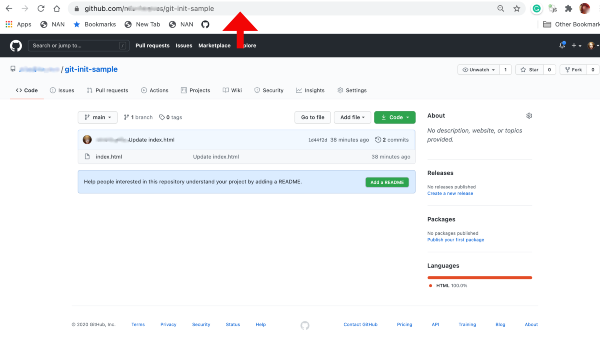 github.com/
/git-init-sample
Apps NAN Bookmarks New Tab NAN Other Bookmark
Search or jump to... / Pull requests Issues Marketplace
/ git-init-sample
Unwatch 1 Star 0 Fork 0
Code Issues Pull requests Actions Projects Wiki Security Insights Settings
main 1 branch 0 tags Go to file Add file Code
Update index.html 38 minutes ago 2 commits
index.html Update index.html 38 minutes ago
Help people interested in this repository understand your project by adding a README. Add a README
About
No description, website, or topics
provided.
Releases
No releases published
Create a new release
Packages
No packages published
Publish your first package
Languages
HTML 100.0%
© 2020 GitHub, Inc. Terms Privacy Security Status Help Contact GitHub Pricing API Training Blog About